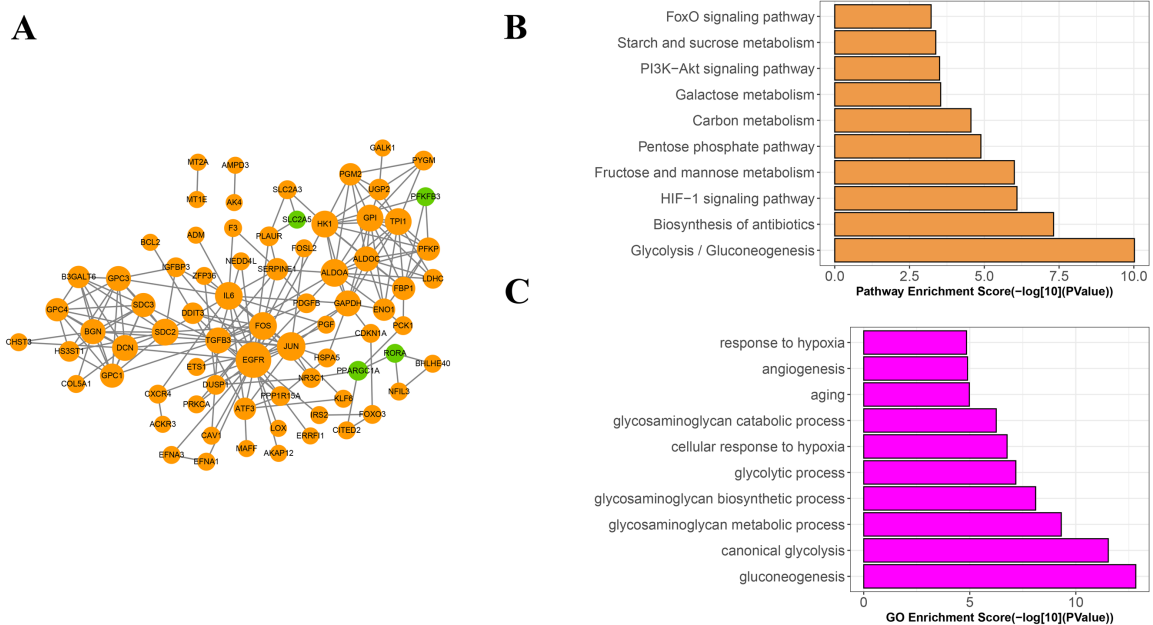 A
MT2A
AMPD3
MT1E
AK4
GALK1
PYGM
PGM2
UGP2
PFKFB3
SLC2A3
SLC2A5
HK1
GPI
TPI1
F3
PLAUR
FOSL2
PFKP
ADM
BCL2
NEDD4L
SERPINE1
ALDOA
ALDOC
LDHC
B3GALT6
GPC3
IGFBP3
ZFP36
FBP1
IL6
PDGFB
GAPDH
ENO1
GPC4
SDC3
DDIT3
PGF
PCK1
BGN
SDC2
FOS
CDKN1A
CHST3
HS3ST1
DCN
TGFB3
JUN
EGFR
HSPA5
RORA
BHLHE40
COL5A1
GPC1
ETS1
NR3C1
PPARGC1A
NFIL3
CXCR4
DUSP1
PRKCA
PPP1R15A
ATF3
KLF6
IRS2
FOXO3
ACKR3
CAV1
LOX
ERRFI1
CITED2
EFNA3
EFNA1
MAFF
AKAP12
B
FoxO signaling pathway
Starch and sucrose metabolism
PI3K−Akt signaling pathway
Galactose metabolism
Carbon metabolism
Pentose phosphate pathway
Fructose and mannose metabolism
HIF−1 signaling pathway
Biosynthesis of antibiotics
Glycolysis / Gluconeogenesis
0.0 2.5 5.0 7.5 10.0
Pathway Enrichment Score(−log[10](PValue))
C
response to hypoxia
angiogenesis
aging
glycosaminoglycan catabolic process
cellular response to hypoxia
glycolytic process
glycosaminoglycan biosynthetic process
glycosaminoglycan metabolic process
canonical glycolysis
gluconeogenesis
0 5 10
GO Enrichment Score(−log[10](PValue))